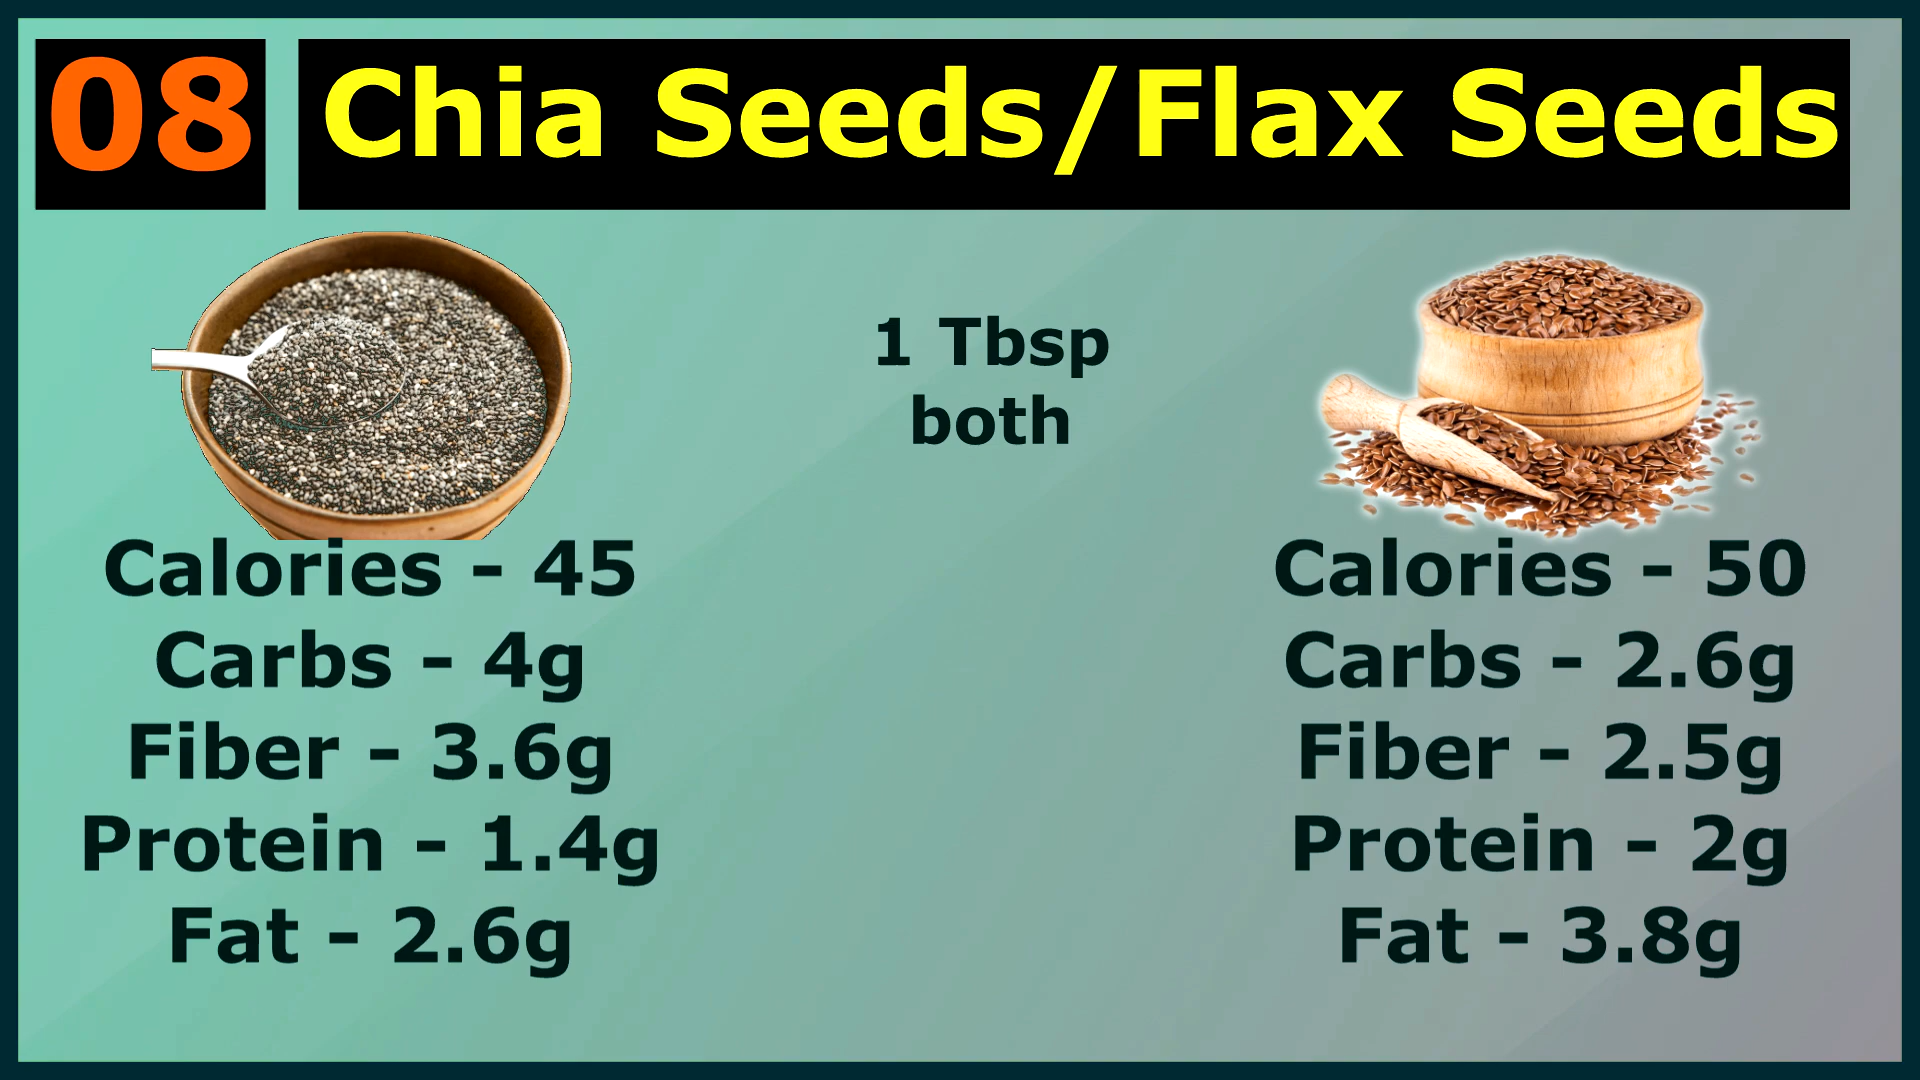 08 Chia Seeds/Flax Seeds
1 Tbsp
both
Calories - 45
Carbs - 4g
Fiber - 3.6g
Protein - 1.4g
Fat - 2.6g
Calories - 50
Carbs - 2.6g
Fiber - 2.5g
Protein - 2g
Fat - 3.8g